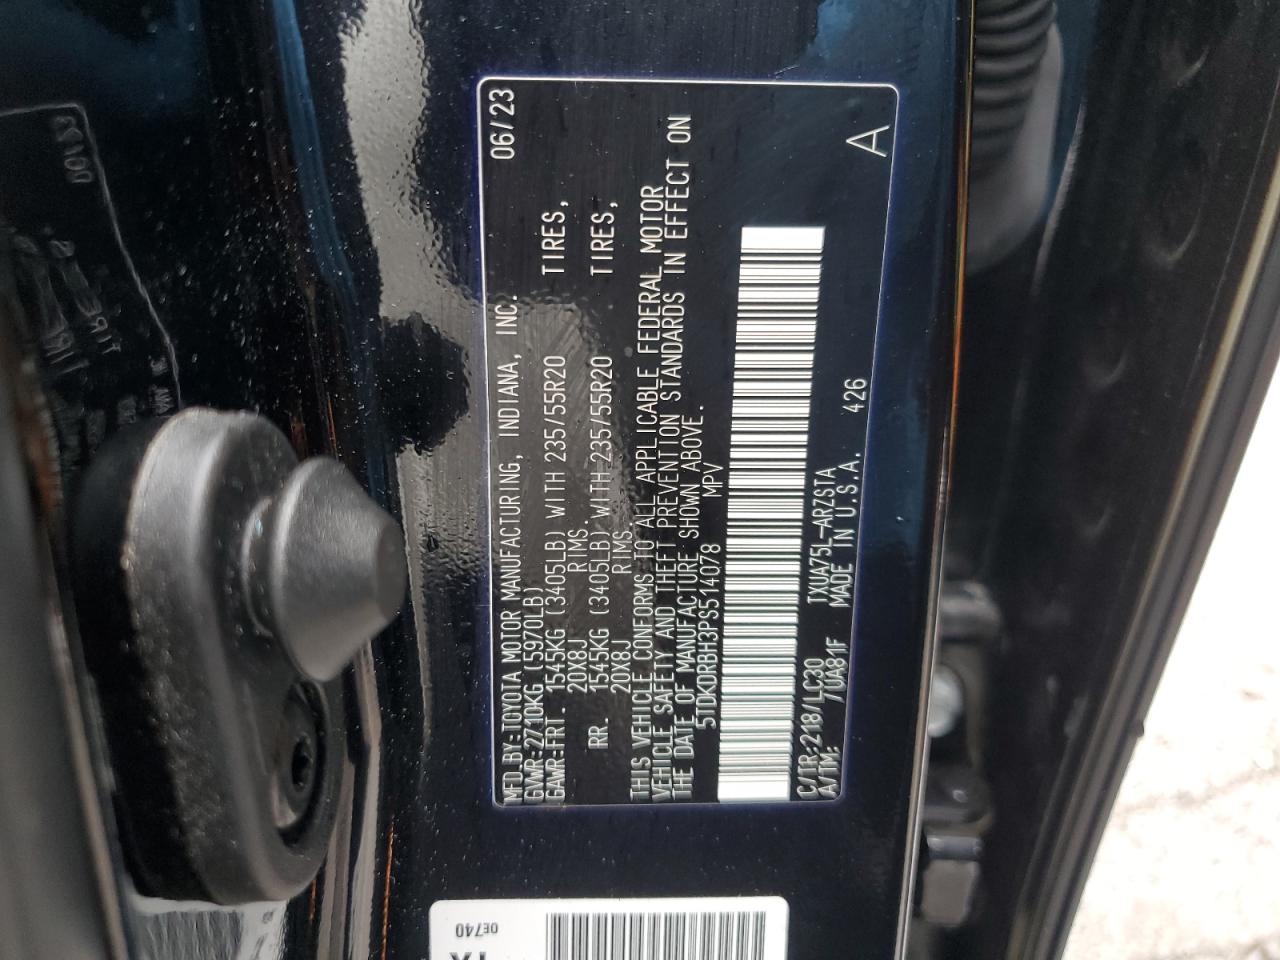 MFD.BY:TOYOTA MOTOR MANUFACTURING, INDIANA, INC. 06/23
GVWR:2710KG(5970LB)
GAWR:FRT. 1545KG (3405LB) WITH 235/55R20 TIRES,
20X8J RIMS.
RR. 1545KG (3405LB) WITH 235/55R20 TIRES,
20X8J RIMS.
THIS VEHICLE CONFORMS TO ALL APPLICABLE FEDERAL MOTOR
VEHICLE SAFETY AND THEFT PREVENTION STANDARDS IN EFFECT ON
THE DATE OF MANUFACTURE SHOWN ABOVE.
5TDKDRBH3PS514078 MPV
C/TR:218/LC30 TXUA75L-ARZSTA
A/TM: /UA81F MADE IN U.S.A. 426
A
0E740